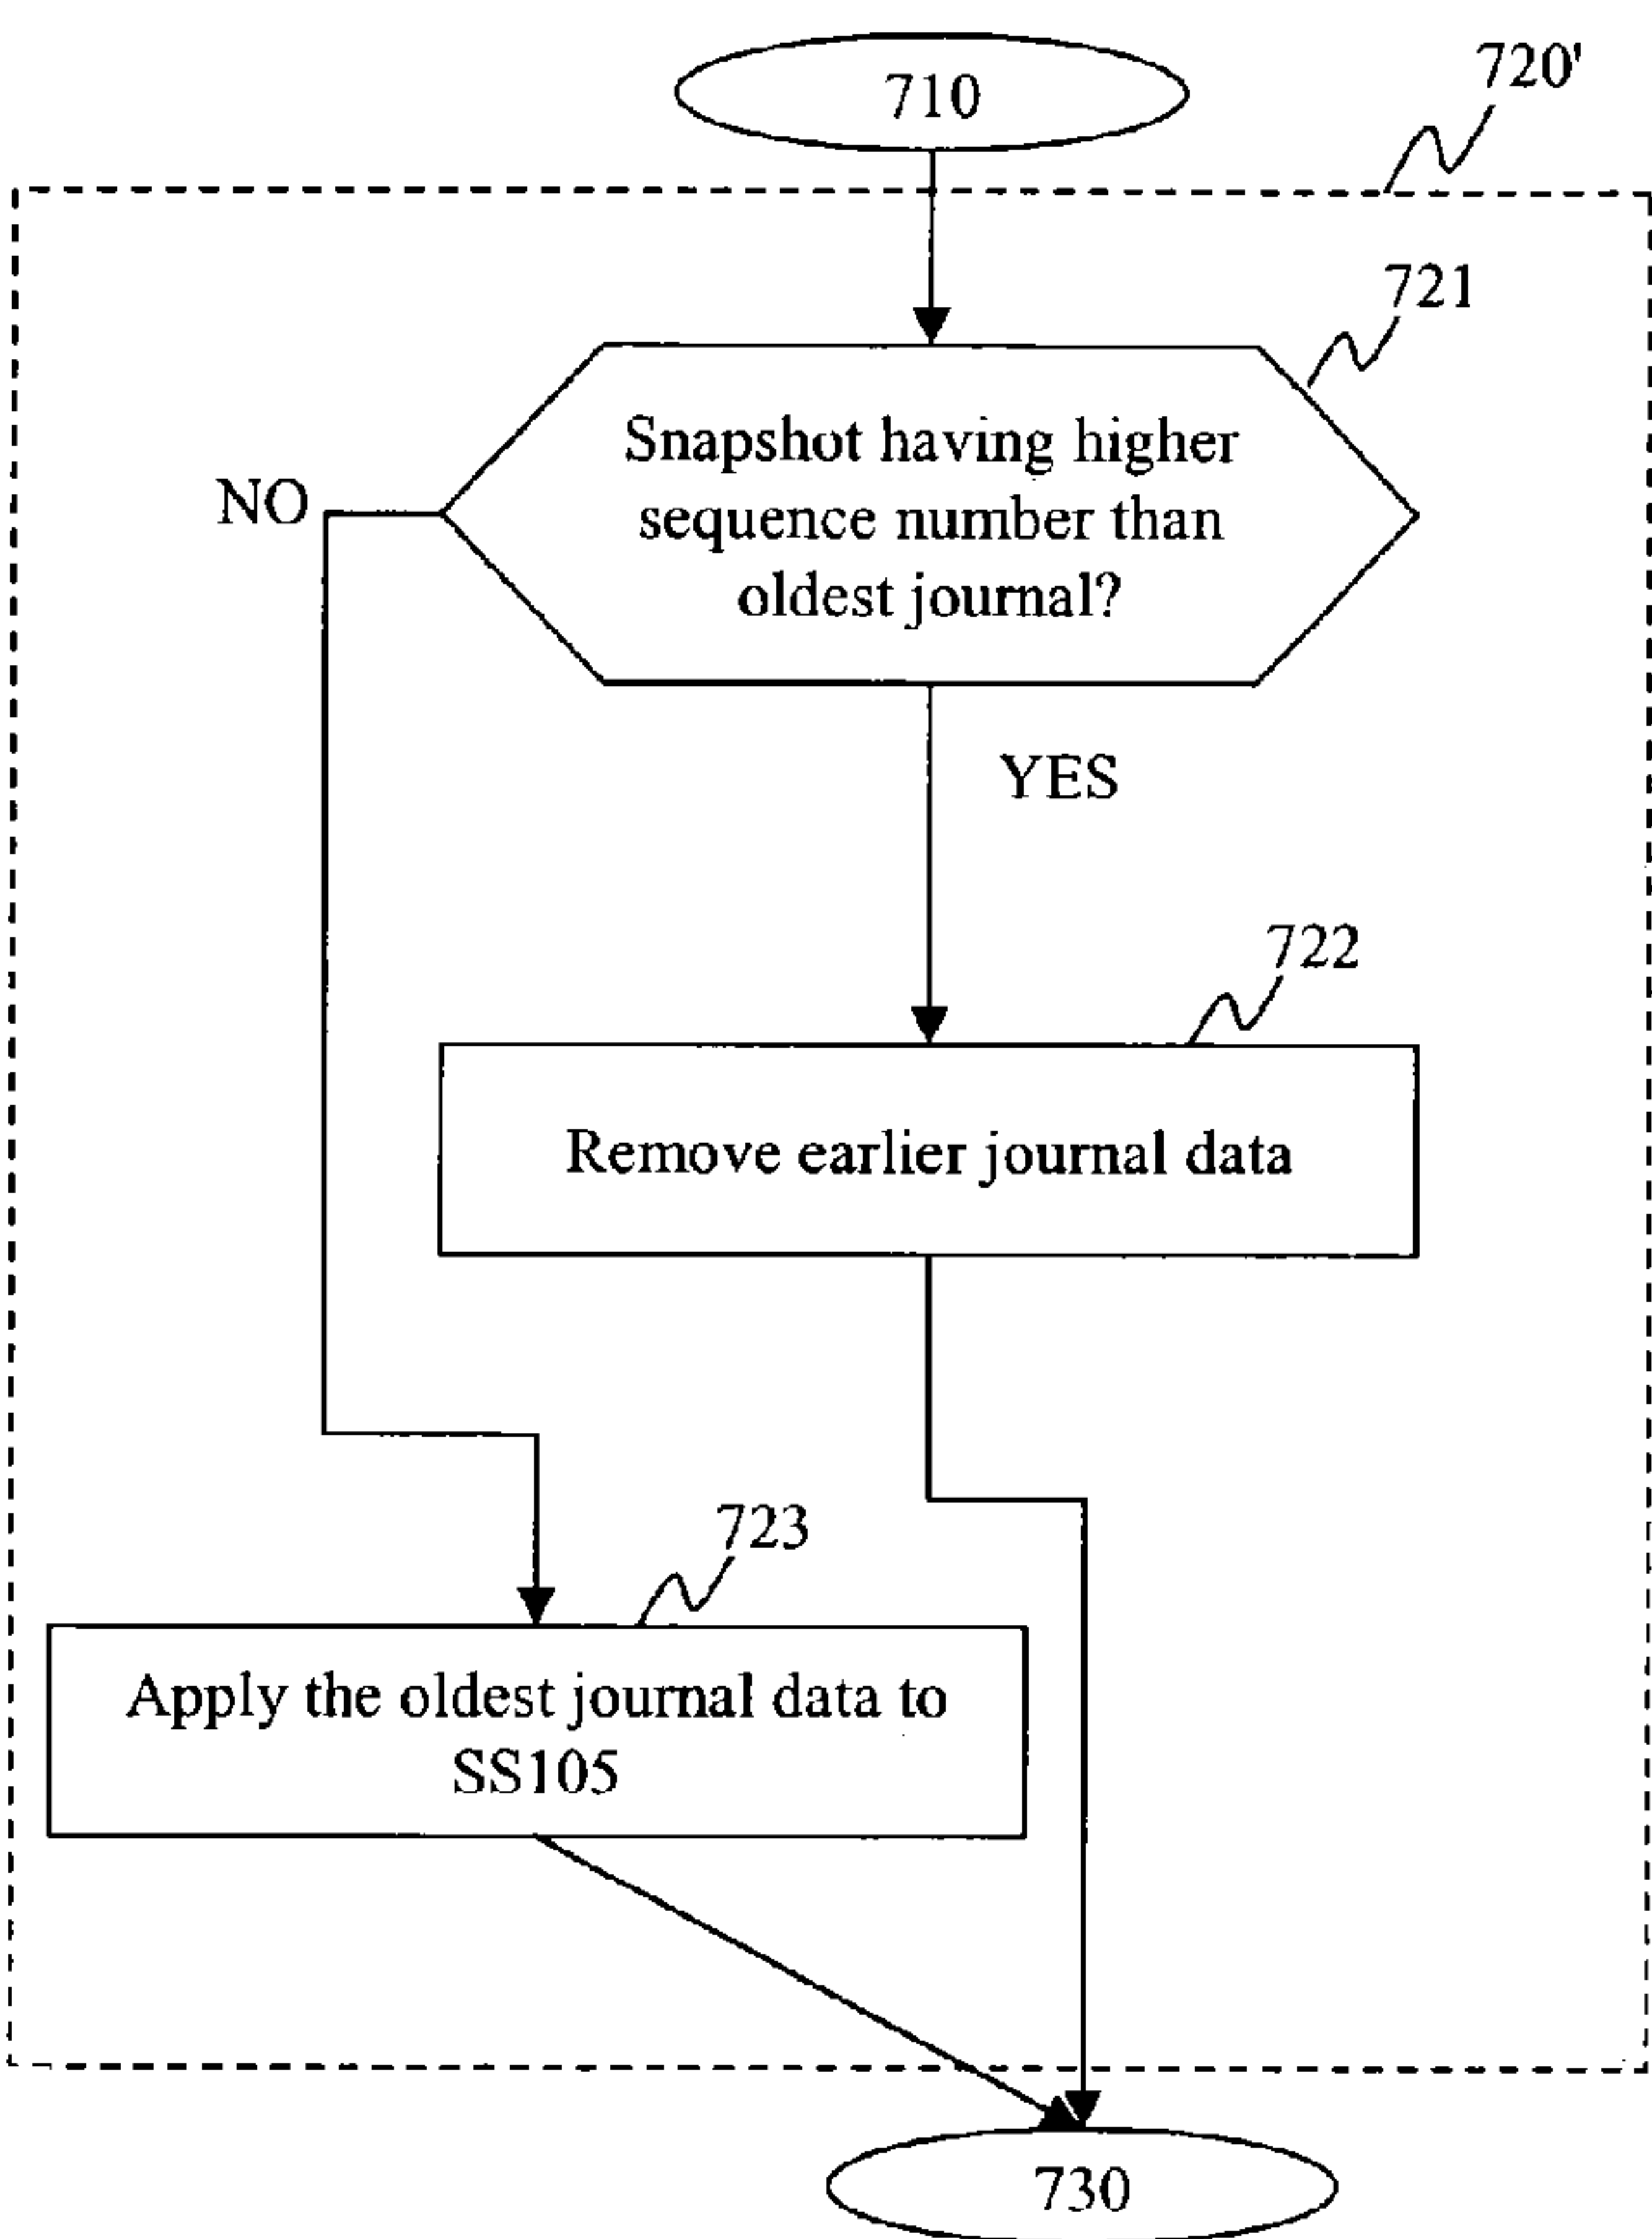 710
720'
721
Snapshot having higher
sequence number than
oldest journal?
NO
YES
722
Remove earlier journal data
723
Apply the oldest journal data to
SS105
730